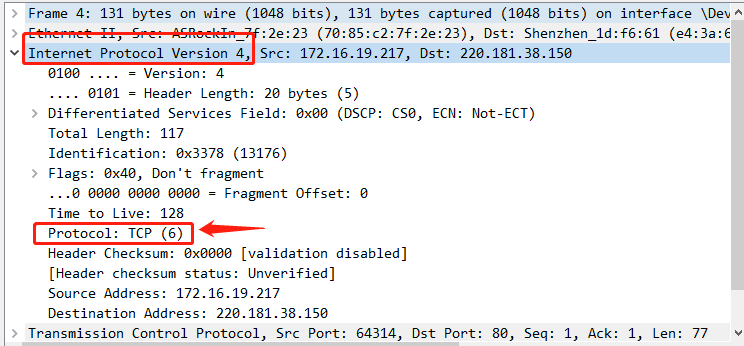 Frame 4: 131 bytes on wire (1048 bits), 131 bytes captured (1048 bits) on interface \Dev
Ethernet II, Src: ASRockIn_7f:2e:23 (70:85:c2:7f:2e:23), Dst: Shenzhen_1d:f6:61 (e4:3a:6
Internet Protocol Version 4, Src: 172.16.19.217, Dst: 220.181.38.150
0100 .... = Version: 4
.... 0101 = Header Length: 20 bytes (5)
Differentiated Services Field: 0x00 (DSCP: CS0, ECN: Not-ECT)
Total Length: 117
Identification: 0x3378 (13176)
Flags: 0x40, Don't fragment
...0 0000 0000 0000 = Fragment Offset: 0
Time to Live: 128
Protocol: TCP (6)
Header Checksum: 0x0000 [validation disabled]
[Header checksum status: Unverified]
Source Address: 172.16.19.217
Destination Address: 220.181.38.150
Transmission Control Protocol, Src Port: 64314, Dst Port: 80, Seq: 1, Ack: 1, Len: 77